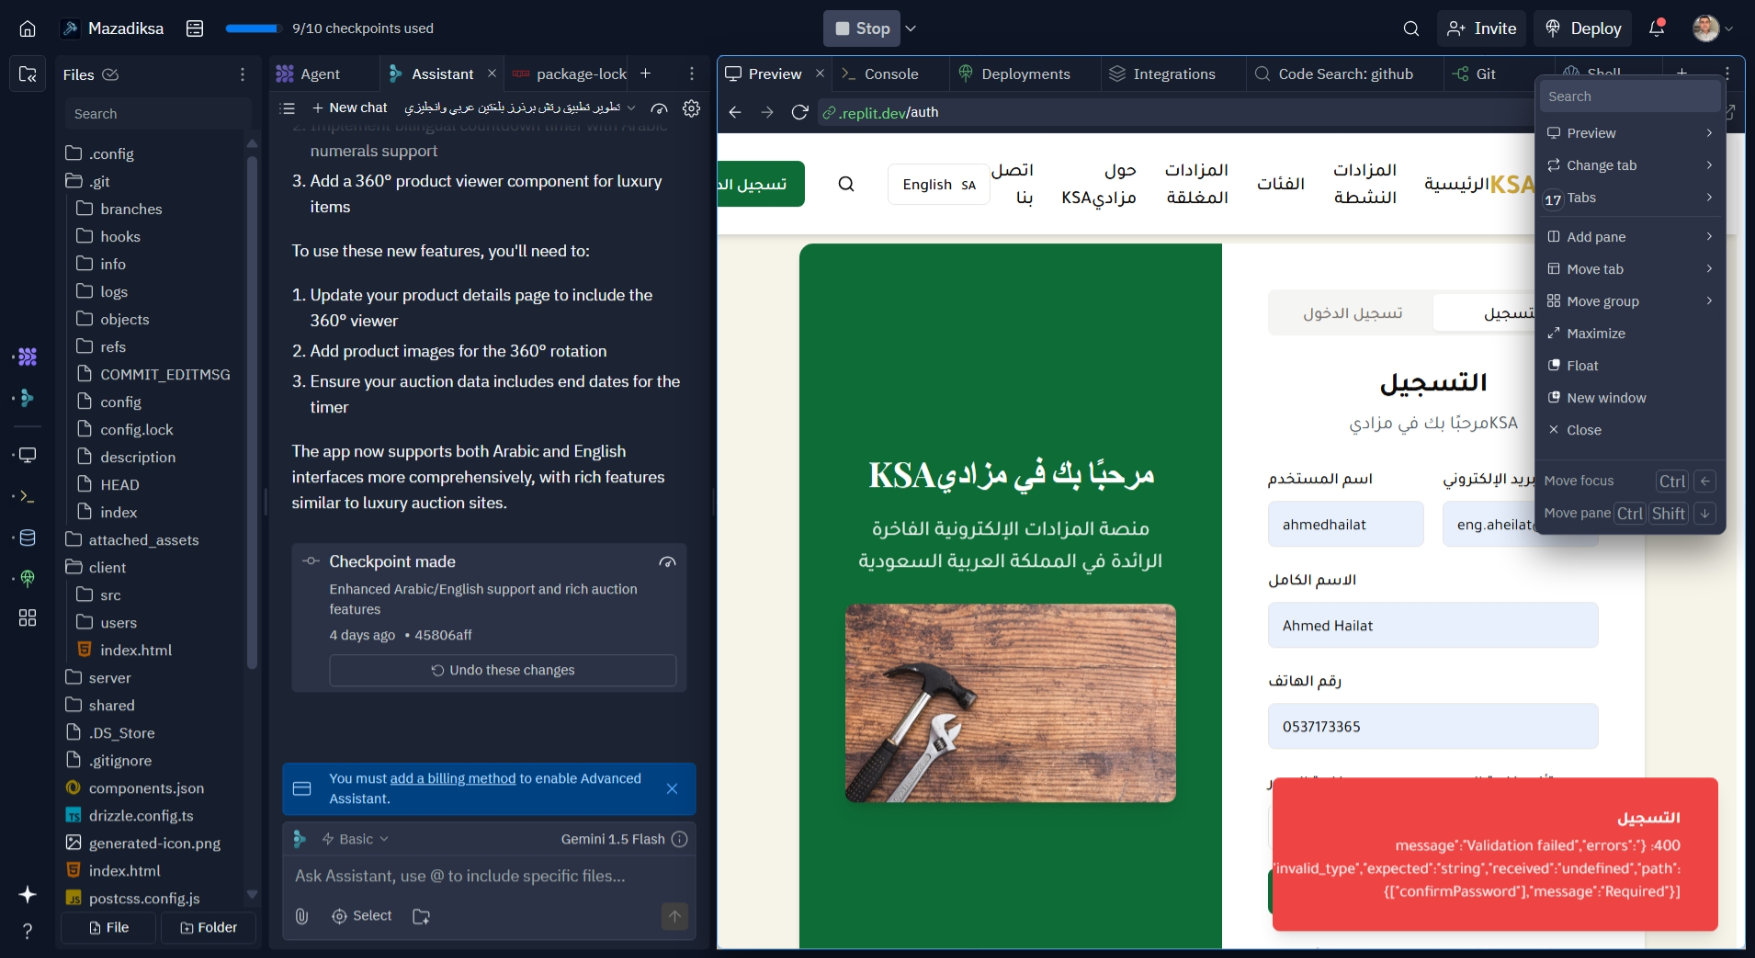 Mazadiksa
9/10 checkpoints used
Stop
Invite
Deploy
Files
Search
.config
.git
branches
hooks
info
logs
objects
refs
COMMIT_EDITMSG
config
config.lock
description
HEAD
index
attached_assets
client
src
users
index.html
server
shared
.DS_Store
.gitignore
components.json
drizzle.config.ts
generated-icon.png
index.html
postcss.config.js
File
Folder
Agent
Assistant
package-lock
New chat
تطوير تطبيق رتش برذرز بلغتين عربي وانجليزي
2. Implement bilingual countdown timer with Arabic
numerals support
3. Add a 360° product viewer component for luxury
items
To use these new features, you'll need to:
1. Update your product details page to include the
360° viewer
2. Add product images for the 360° rotation
3. Ensure your auction data includes end dates for the
timer
The app now supports both Arabic and English
interfaces more comprehensively, with rich features
similar to luxury auction sites.
Checkpoint made
Enhanced Arabic/English support and rich auction
features
4 days ago • 45806aff
Undo these changes
You must add a billing method to enable Advanced
Assistant.
Basic
Gemini 1.5 Flash
Ask Assistant, use @ to include specific files...
Select
Preview
Console
Deployments
Integrations
Code Search: github
Git
Shell
.replit.dev/auth
English SA
اتصل
بنا
حول
مزاديKSA
المزادات
المغلقة
الفئات
المزادات
النشطة
الرئيسية
KSA
مرحبًا بك في مزاديKSA
منصة المزادات الإلكترونية الفاخرة
الرائدة في المملكة العربية السعودية
تسجيل الدخول
التسجيل
KSAمرحبًا بك في مزادي
اسم المستخدم
ahmedhailat
eng.aheilat
الاسم الكامل
Ahmed Hailat
رقم الهاتف
0537173365
التسجيل
message":"Validation failed","errors":"} :400
"invalid_type","expected":"string","received":"undefined","path":
{["confirmPassword"],"message":"Required"}]
Search
Preview
Change tab
17 Tabs
Add pane
Move tab
Move group
Maximize
Float
New window
Close
Move focus Ctrl ←
Move pane Ctrl Shift ↓